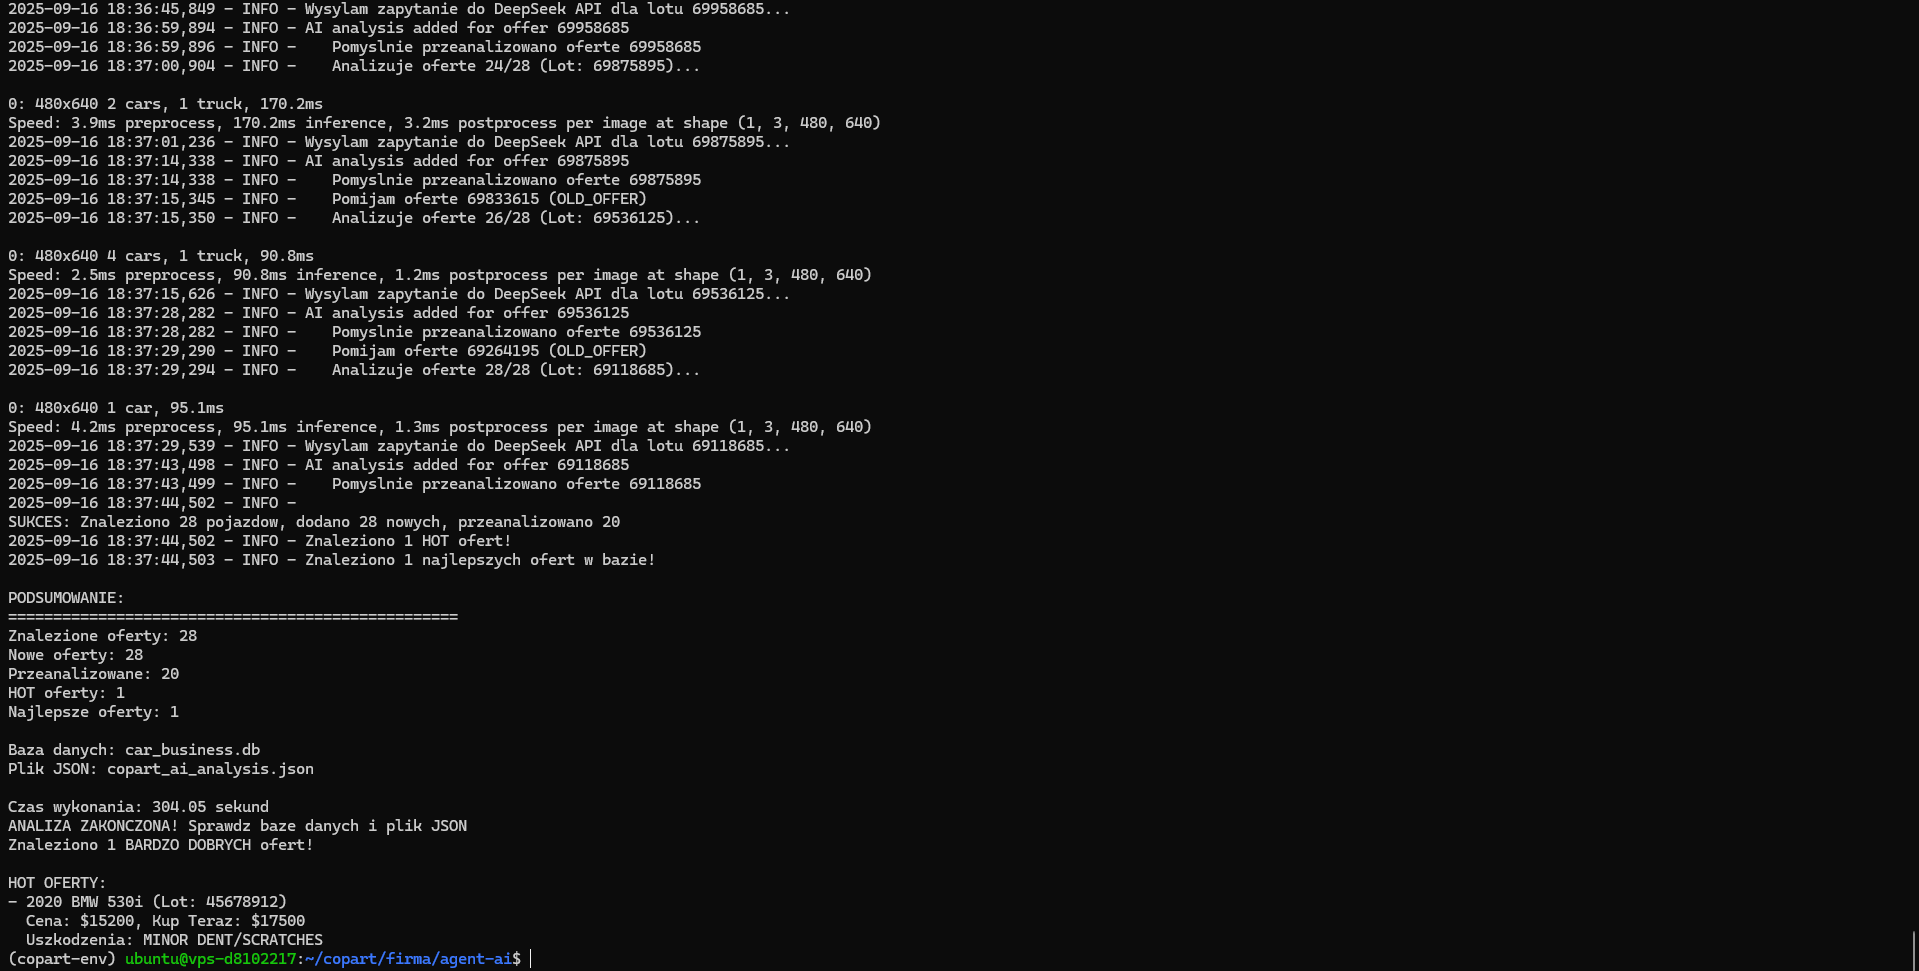 2025-09-16 18:36:45,849 - INFO - Wysylam zapytanie do DeepSeek API dla lotu 69958685...
2025-09-16 18:36:59,894 - INFO - AI analysis added for offer 69958685
2025-09-16 18:36:59,896 - INFO -    Pomyslnie przeanalizowano oferte 69958685
2025-09-16 18:37:00,904 - INFO -    Analizuje oferte 24/28 (Lot: 69875895)...
0: 480x640 2 cars, 1 truck, 170.2ms
Speed: 3.9ms preprocess, 170.2ms inference, 3.2ms postprocess per image at shape (1, 3, 480, 640)
2025-09-16 18:37:01,236 - INFO - Wysylam zapytanie do DeepSeek API dla lotu 69875895...
2025-09-16 18:37:14,338 - INFO - AI analysis added for offer 69875895
2025-09-16 18:37:14,338 - INFO -    Pomyslnie przeanalizowano oferte 69875895
2025-09-16 18:37:15,345 - INFO -    Pomijam oferte 69833615 (OLD_OFFER)
2025-09-16 18:37:15,350 - INFO -    Analizuje oferte 26/28 (Lot: 69536125)...
0: 480x640 4 cars, 1 truck, 90.8ms
Speed: 2.5ms preprocess, 90.8ms inference, 1.2ms postprocess per image at shape (1, 3, 480, 640)
2025-09-16 18:37:15,626 - INFO - Wysylam zapytanie do DeepSeek API dla lotu 69536125...
2025-09-16 18:37:28,282 - INFO - AI analysis added for offer 69536125
2025-09-16 18:37:28,282 - INFO -    Pomyslnie przeanalizowano oferte 69536125
2025-09-16 18:37:29,290 - INFO -    Pomijam oferte 69264195 (OLD_OFFER)
2025-09-16 18:37:29,294 - INFO -    Analizuje oferte 28/28 (Lot: 69118685)...
0: 480x640 1 car, 95.1ms
Speed: 4.2ms preprocess, 95.1ms inference, 1.3ms postprocess per image at shape (1, 3, 480, 640)
2025-09-16 18:37:29,539 - INFO - Wysylam zapytanie do DeepSeek API dla lotu 69118685...
2025-09-16 18:37:43,498 - INFO - AI analysis added for offer 69118685
2025-09-16 18:37:43,499 - INFO -    Pomyslnie przeanalizowano oferte 69118685
2025-09-16 18:37:44,502 - INFO -
SUKCES: Znaleziono 28 pojazdow, dodano 28 nowych, przeanalizowano 20
2025-09-16 18:37:44,502 - INFO - Znaleziono 1 HOT ofert!
2025-09-16 18:37:44,503 - INFO - Znaleziono 1 najlepszych ofert w bazie!
PODSUMOWANIE:
==================================================
Znalezione oferty: 28
Nowe oferty: 28
Przeanalizowane: 20
HOT oferty: 1
Najlepsze oferty: 1
Baza danych: car_business.db
Plik JSON: copart_ai_analysis.json
Czas wykonania: 304.05 sekund
ANALIZA ZAKONCZONA! Sprawdz baze danych i plik JSON
Znaleziono 1 BARDZO DOBRYCH ofert!
HOT OFERTY:
- 2020 BMW 530i (Lot: 45678912)
  Cena: $15200, Kup Teraz: $17500
  Uszkodzenia: MINOR DENT/SCRATCHES
(copart-env) ubuntu@vps-d8102217:~/copart/firma/agent-ai$